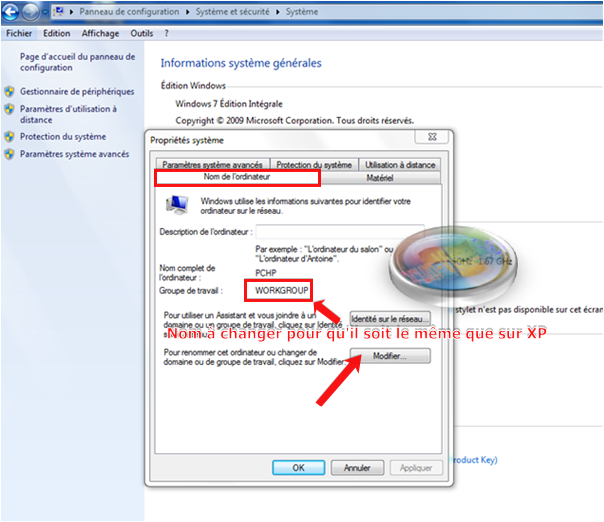 Panneau de configuration ▸ Système et sécurité ▸ Système
Fichier Edition Affichage Outils ?
Page d'accueil du panneau de
configuration
Gestionnaire de périphériques
Paramètres d'utilisation à
distance
Protection du système
Paramètres système avancés
Informations système générales
Édition Windows
Windows 7 Édition Intégrale
Copyright © 2009 Microsoft Corporation. Tous droits réservés.
Propriétés système
Paramètres système avancés Protection du système Utilisation à distance
Nom de l'ordinateur Matériel
Windows utilise les informations suivantes pour identifier votre
ordinateur sur le réseau.
Description de l'ordinateur :
Par exemple : "L'ordinateur du salon" ou
"L'ordinateur d'Antoine".
Nom complet de
l'ordinateur :
PCHP
Groupe de travail :
WORKGROUP
Pour utiliser un Assistant et vous joindre à un
domaine ou un groupe de travail, cliquez sur Identité
Identité sur le réseau...
Nom à changer pour qu'il soit le même que sur XP
Pour renommer cet ordinateur ou changer de
domaine ou de groupe de travail, cliquez sur Modifier.
Modifier...
OK Annuler Appliquer
1.67 GHz
stylet n'est pas disponible sur cet écran
roduct Key)